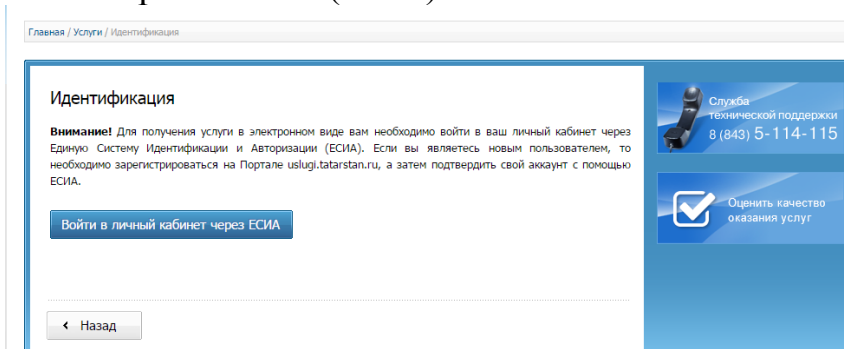 Главная / Услуги / Идентификация
Идентификация
Внимание! Для получения услуги в электронном виде вам необходимо войти в ваш личный кабинет через
Единую Систему Идентификации и Авторизации (ЕСИА). Если вы являетесь новым пользователем, то
необходимо зарегистрироваться на Портале uslugi.tatarstan.ru, а затем подтвердить свой аккаунт с помощью
ЕСИА.
Войти в личный кабинет через ЕСИА
Назад
Служба
технической поддержки
8 (843) 5-114-115
Оценить качество
оказания услуг